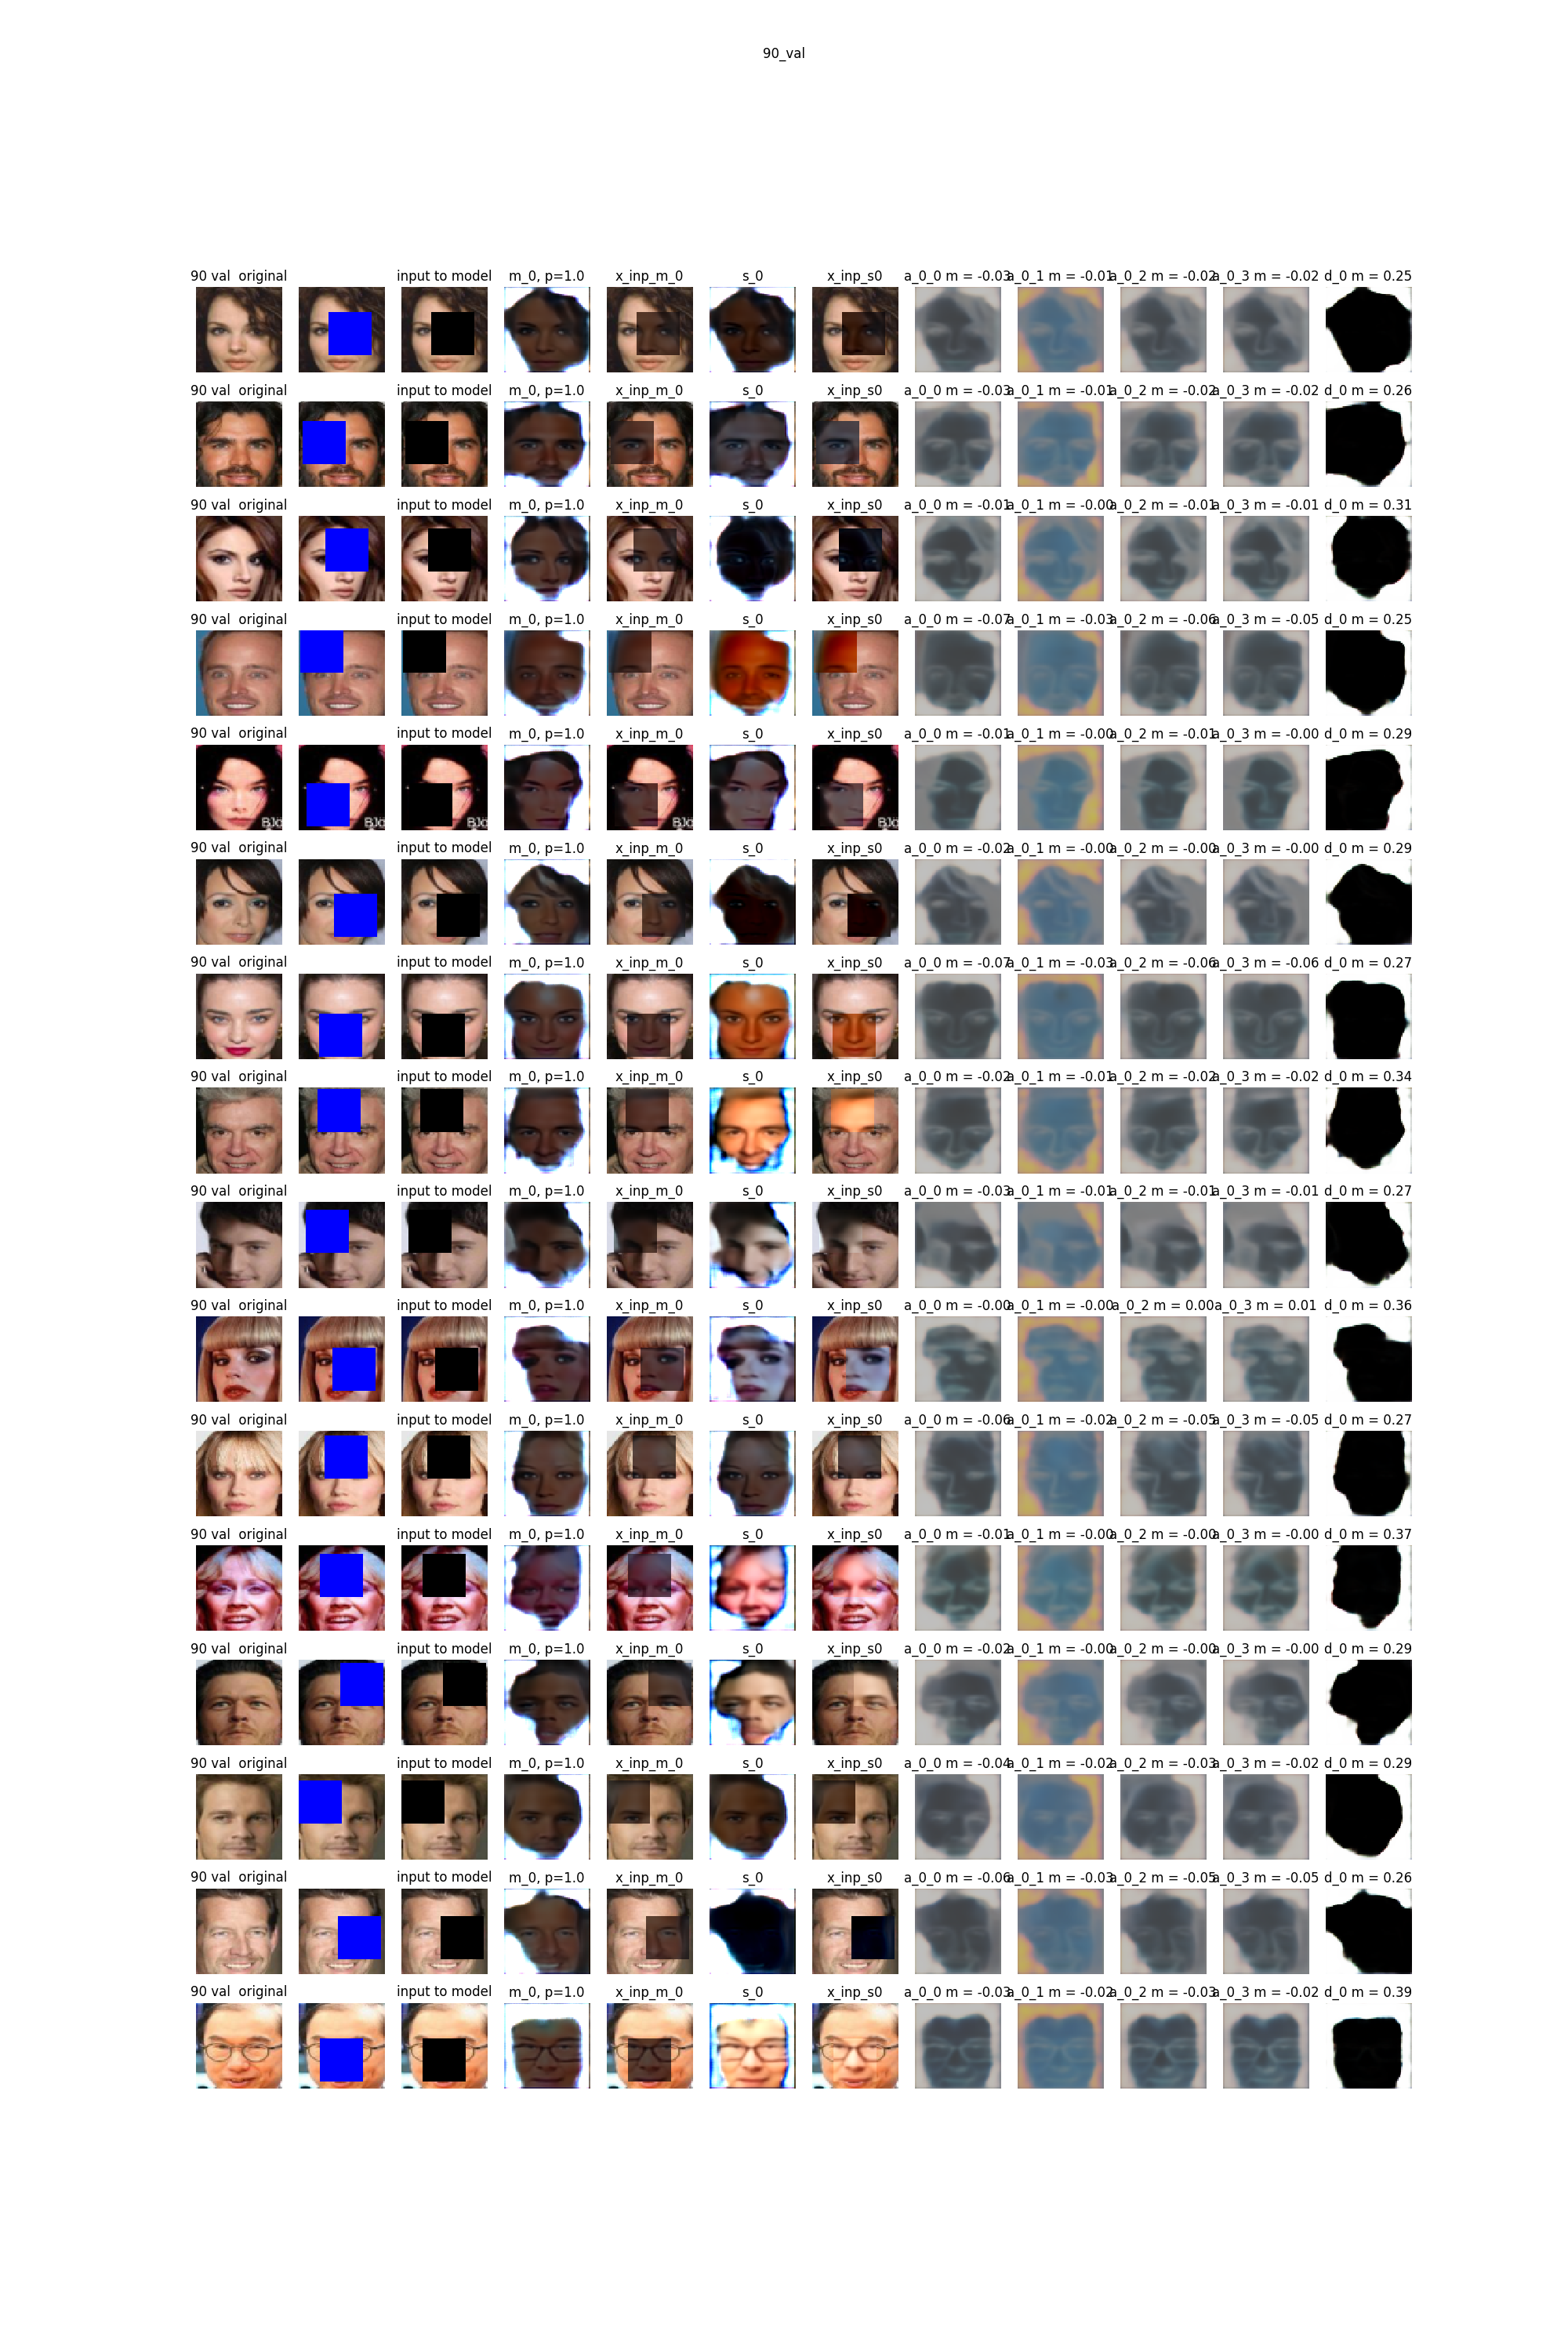 90_val
90 val original input to model m_0, p=1.0 x_inp_m_0 s_0 x_inp_s0 a_0_0 m = -0.03 a_0_1 m = -0.01 a_0_2 m = -0.02 a_0_3 m = -0.02 d_0 m = 0.25
90 val original input to model m_0, p=1.0 x_inp_m_0 s_0 x_inp_s0 a_0_0 m = -0.03 a_0_1 m = -0.01 a_0_2 m = -0.02 a_0_3 m = -0.02 d_0 m = 0.26
90 val original input to model m_0, p=1.0 x_inp_m_0 s_0 x_inp_s0 a_0_0 m = -0.01 a_0_1 m = -0.00 a_0_2 m = -0.01 a_0_3 m = -0.01 d_0 m = 0.31
90 val original input to model m_0, p=1.0 x_inp_m_0 s_0 x_inp_s0 a_0_0 m = -0.07 a_0_1 m = -0.03 a_0_2 m = -0.06 a_0_3 m = -0.05 d_0 m = 0.25
90 val original input to model m_0, p=1.0 x_inp_m_0 s_0 x_inp_s0 a_0_0 m = -0.01 a_0_1 m = -0.00 a_0_2 m = -0.01 a_0_3 m = -0.00 d_0 m = 0.29
90 val original input to model m_0, p=1.0 x_inp_m_0 s_0 x_inp_s0 a_0_0 m = -0.02 a_0_1 m = -0.00 a_0_2 m = -0.00 a_0_3 m = -0.00 d_0 m = 0.29
90 val original input to model m_0, p=1.0 x_inp_m_0 s_0 x_inp_s0 a_0_0 m = -0.07 a_0_1 m = -0.03 a_0_2 m = -0.06 a_0_3 m = -0.06 d_0 m = 0.27
90 val original input to model m_0, p=1.0 x_inp_m_0 s_0 x_inp_s0 a_0_0 m = -0.02 a_0_1 m = -0.01 a_0_2 m = -0.02 a_0_3 m = -0.02 d_0 m = 0.34
90 val original input to model m_0, p=1.0 x_inp_m_0 s_0 x_inp_s0 a_0_0 m = -0.03 a_0_1 m = -0.01 a_0_2 m = -0.01 a_0_3 m = -0.01 d_0 m = 0.27
90 val original input to model m_0, p=1.0 x_inp_m_0 s_0 x_inp_s0 a_0_0 m = -0.00 a_0_1 m = -0.00 a_0_2 m = 0.00 a_0_3 m = 0.01 d_0 m = 0.36
90 val original input to model m_0, p=1.0 x_inp_m_0 s_0 x_inp_s0 a_0_0 m = -0.06 a_0_1 m = -0.02 a_0_2 m = -0.05 a_0_3 m = -0.05 d_0 m = 0.27
90 val original input to model m_0, p=1.0 x_inp_m_0 s_0 x_inp_s0 a_0_0 m = -0.01 a_0_1 m = -0.00 a_0_2 m = -0.00 a_0_3 m = -0.00 d_0 m = 0.37
90 val original input to model m_0, p=1.0 x_inp_m_0 s_0 x_inp_s0 a_0_0 m = -0.02 a_0_1 m = -0.00 a_0_2 m = -0.00 a_0_3 m = -0.00 d_0 m = 0.29
90 val original input to model m_0, p=1.0 x_inp_m_0 s_0 x_inp_s0 a_0_0 m = -0.04 a_0_1 m = -0.02 a_0_2 m = -0.03 a_0_3 m = -0.02 d_0 m = 0.29
90 val original input to model m_0, p=1.0 x_inp_m_0 s_0 x_inp_s0 a_0_0 m = -0.06 a_0_1 m = -0.03 a_0_2 m = -0.05 a_0_3 m = -0.05 d_0 m = 0.26
90 val original input to model m_0, p=1.0 x_inp_m_0 s_0 x_inp_s0 a_0_0 m = -0.03 a_0_1 m = -0.02 a_0_2 m = -0.03 a_0_3 m = -0.02 d_0 m = 0.39